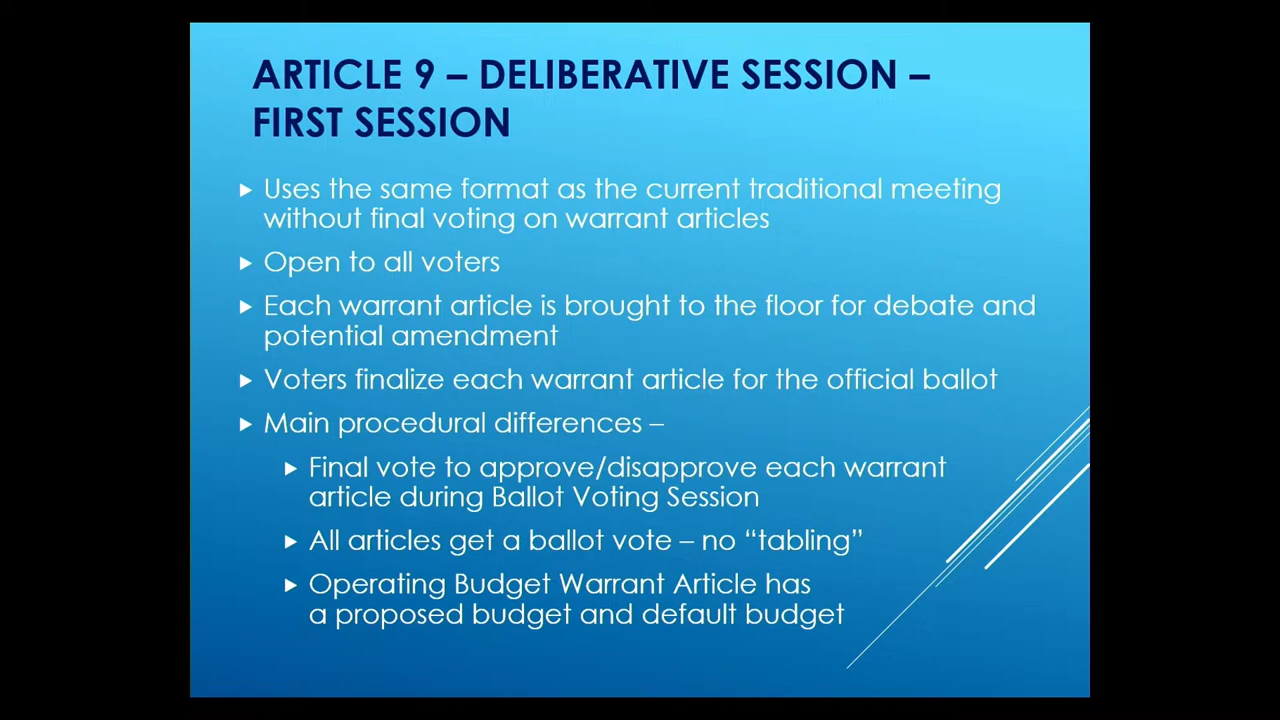 ARTICLE 9 – DELIBERATIVE SESSION –
FIRST SESSION
Uses the same format as the current traditional meeting
without final voting on warrant articles
Open to all voters
Each warrant article is brought to the floor for debate and
potential amendment
Voters finalize each warrant article for the official ballot
Main procedural differences –
Final vote to approve/disapprove each warrant
article during Ballot Voting Session
All articles get a ballot vote – no “tabling”
Operating Budget Warrant Article has
a proposed budget and default budget